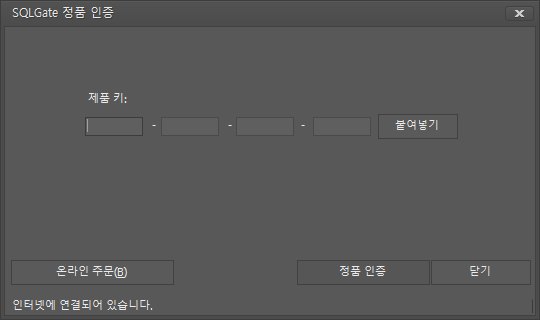 SQLGate 정품 인증
제품 키:
- - - 붙여넣기
온라인 주문(B) 정품 인증 닫기
인터넷에 연결되어 있습니다.